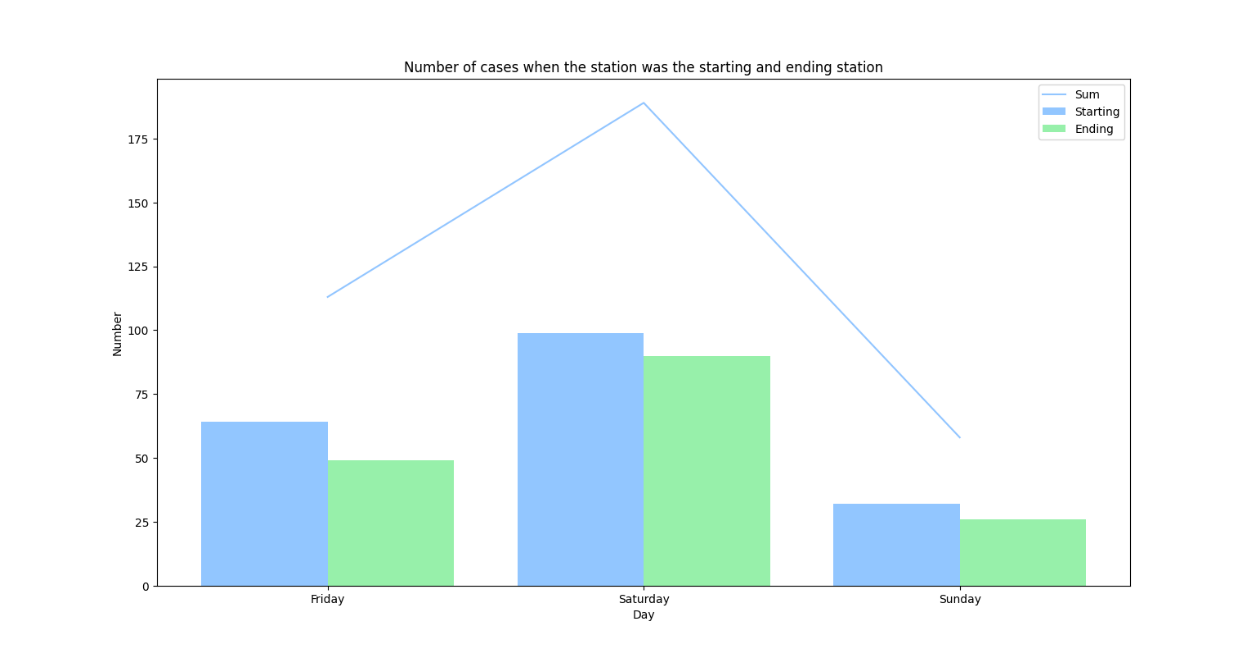 Number of cases when the station was the starting and ending station
Sum
Starting
Ending
175
150
125
100
75
50
25
0
Number
Friday
Saturday
Sunday
Day